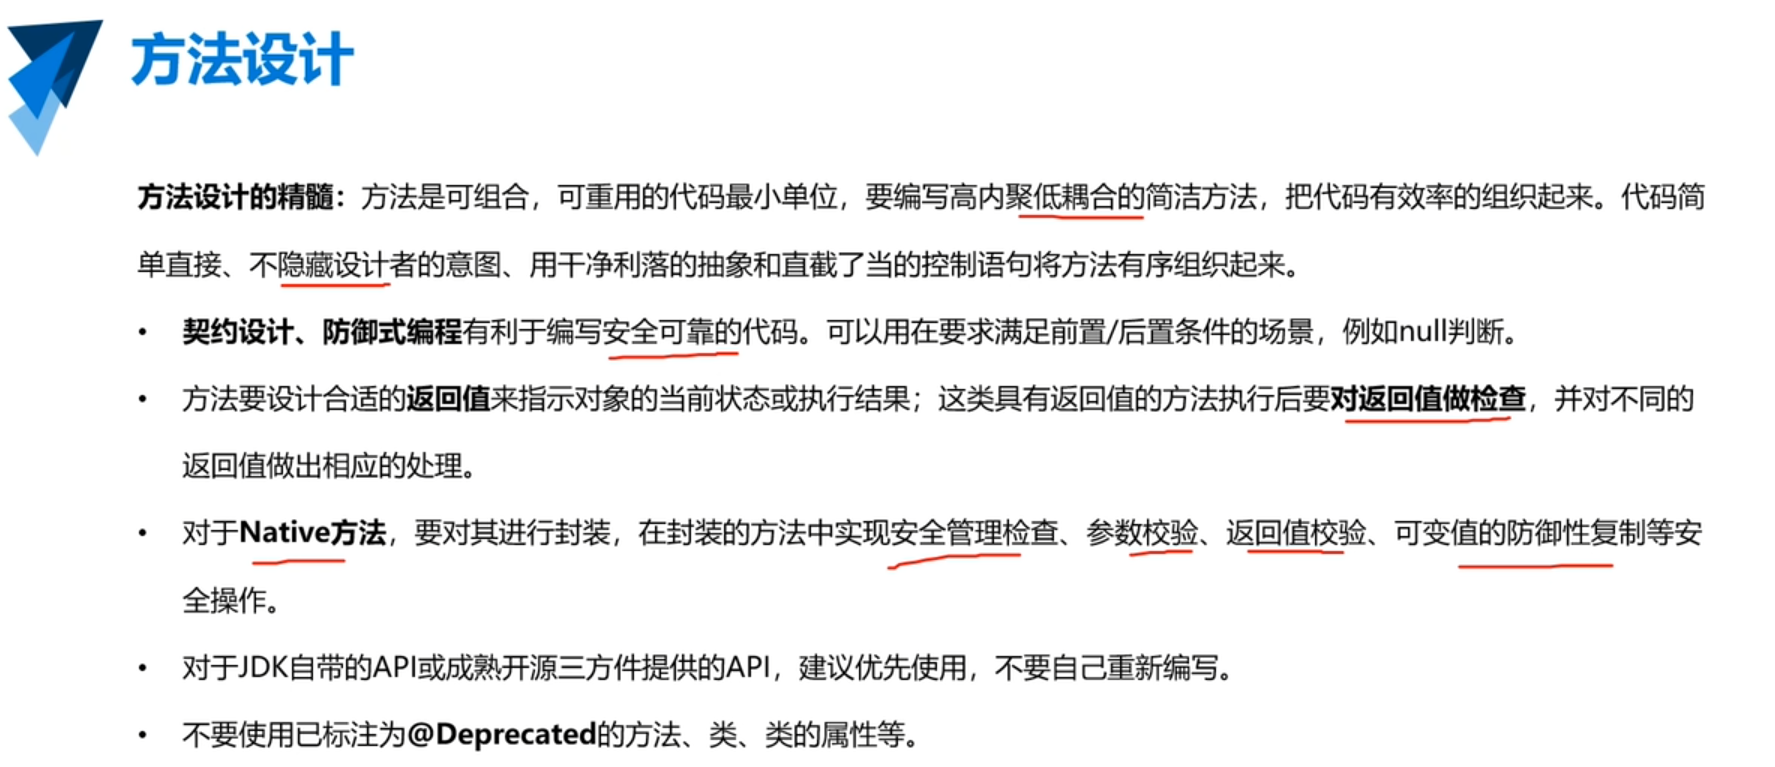 方法设计
方法设计的精髓：方法是可组合，可重用的代码最小单位，要编写高内聚低耦合的简洁方法，把代码有效率的组织起来。代码简
单直接、不隐藏设计者的意图、用干净利落的抽象和直截了当的控制语句将方法有序组织起来。
• 契约设计、防御式编程有利于编写安全可靠的代码。可以用在要求满足前置/后置条件的场景，例如null判断。
• 方法要设计合适的返回值来指示对象的当前状态或执行结果；这类具有返回值的方法执行后要对返回值做检查，并对不同的
返回值做出相应的处理。
• 对于Native方法，要对其进行封装，在封装的方法中实现安全管理检查、参数校验、返回值校验、可变值的防御性复制等安
全操作。
• 对于JDK自带的API或成熟开源三方件提供的API，建议优先使用，不要自己重新编写。
• 不要使用已标注为@Deprecated的方法、类、类的属性等。